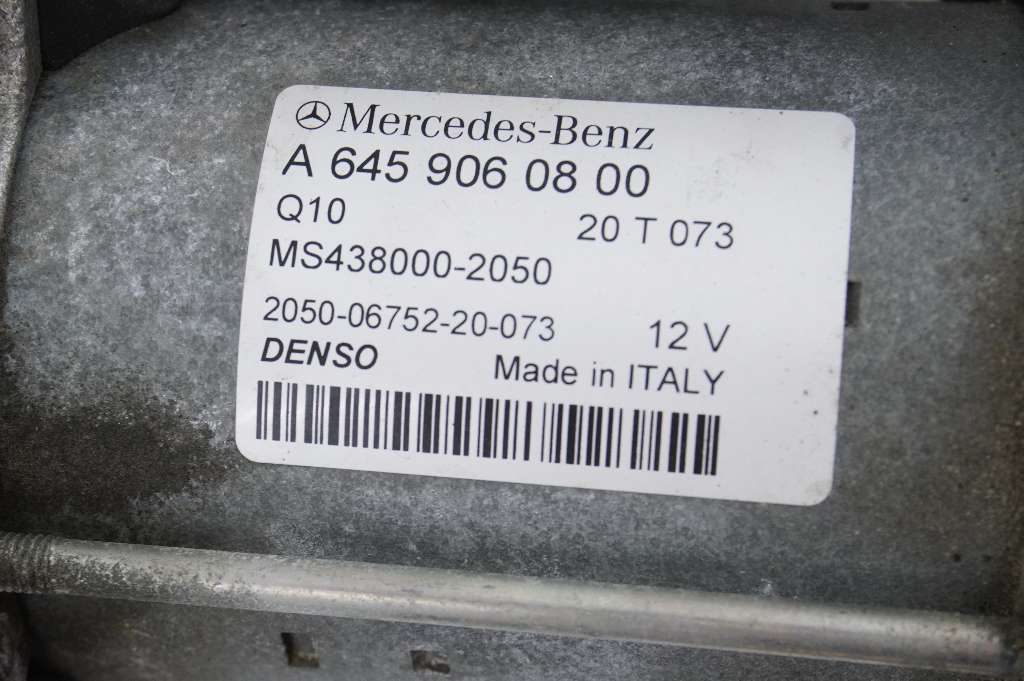 Mercedes-Benz
A 645 906 08 00
Q10 20 T 073
MS438000-2050
2050-06752-20-073 12 V
DENSO Made in ITALY